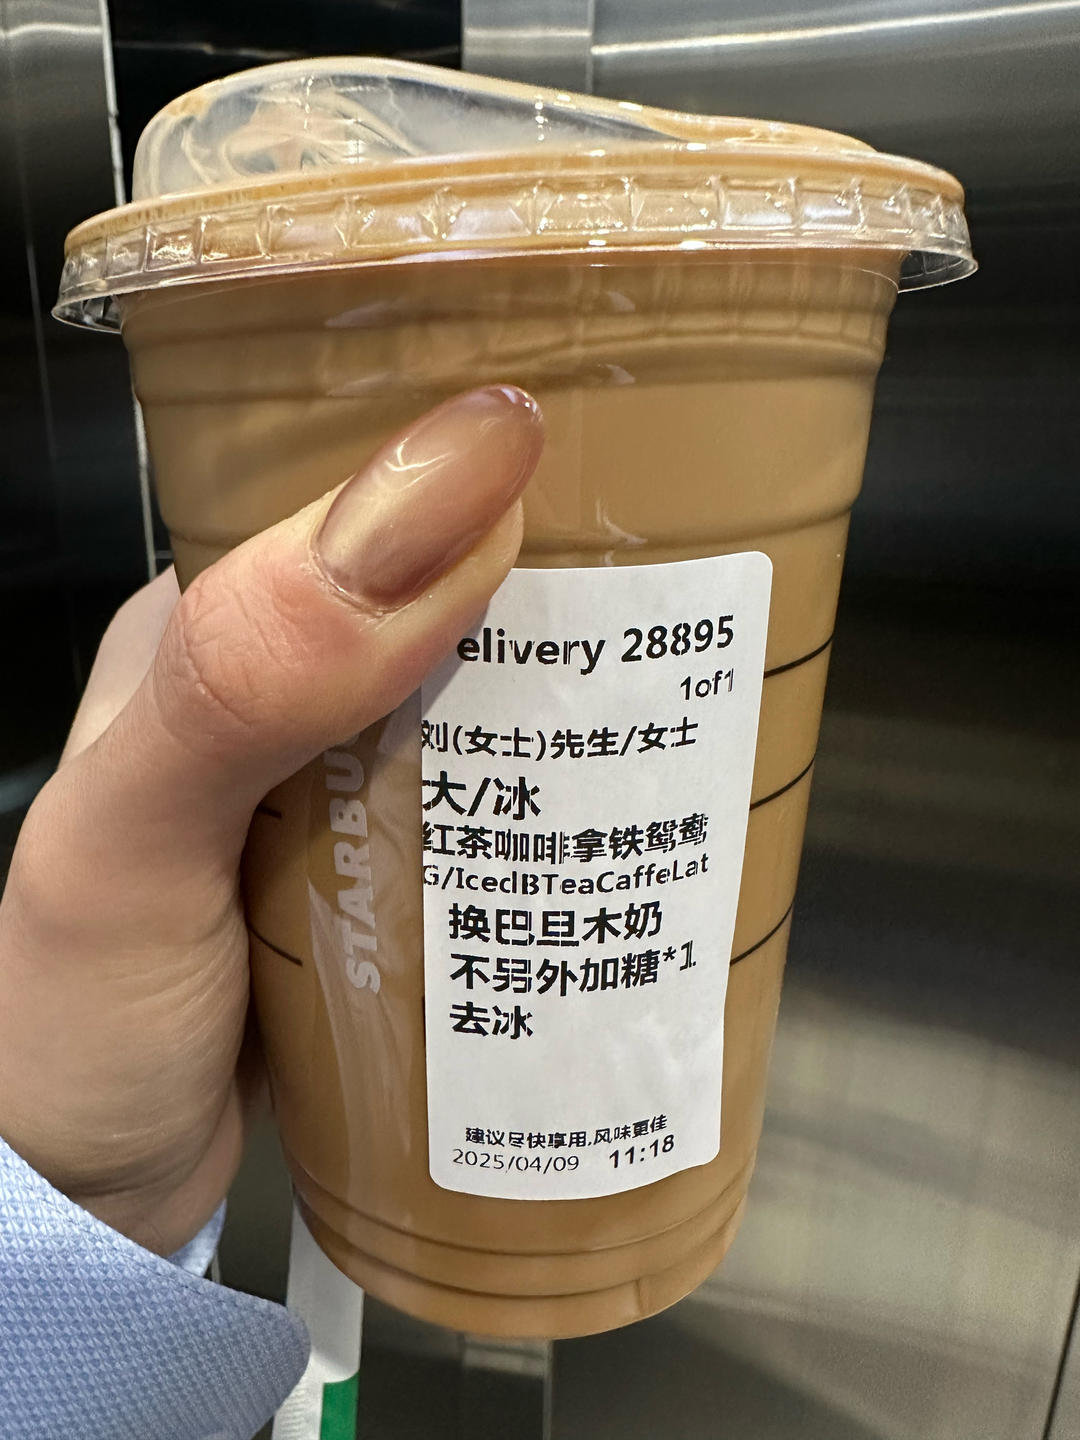 elivery 28895
1of1
刘(女士)先生/女士
大/冰
红茶咖啡拿铁鸳鸯
G/IcedBTeaCaffeLat
换巴旦木奶
不另外加糖*1
去冰
建议尽快享用,风味更佳
2025/04/09 11:18
STARBU